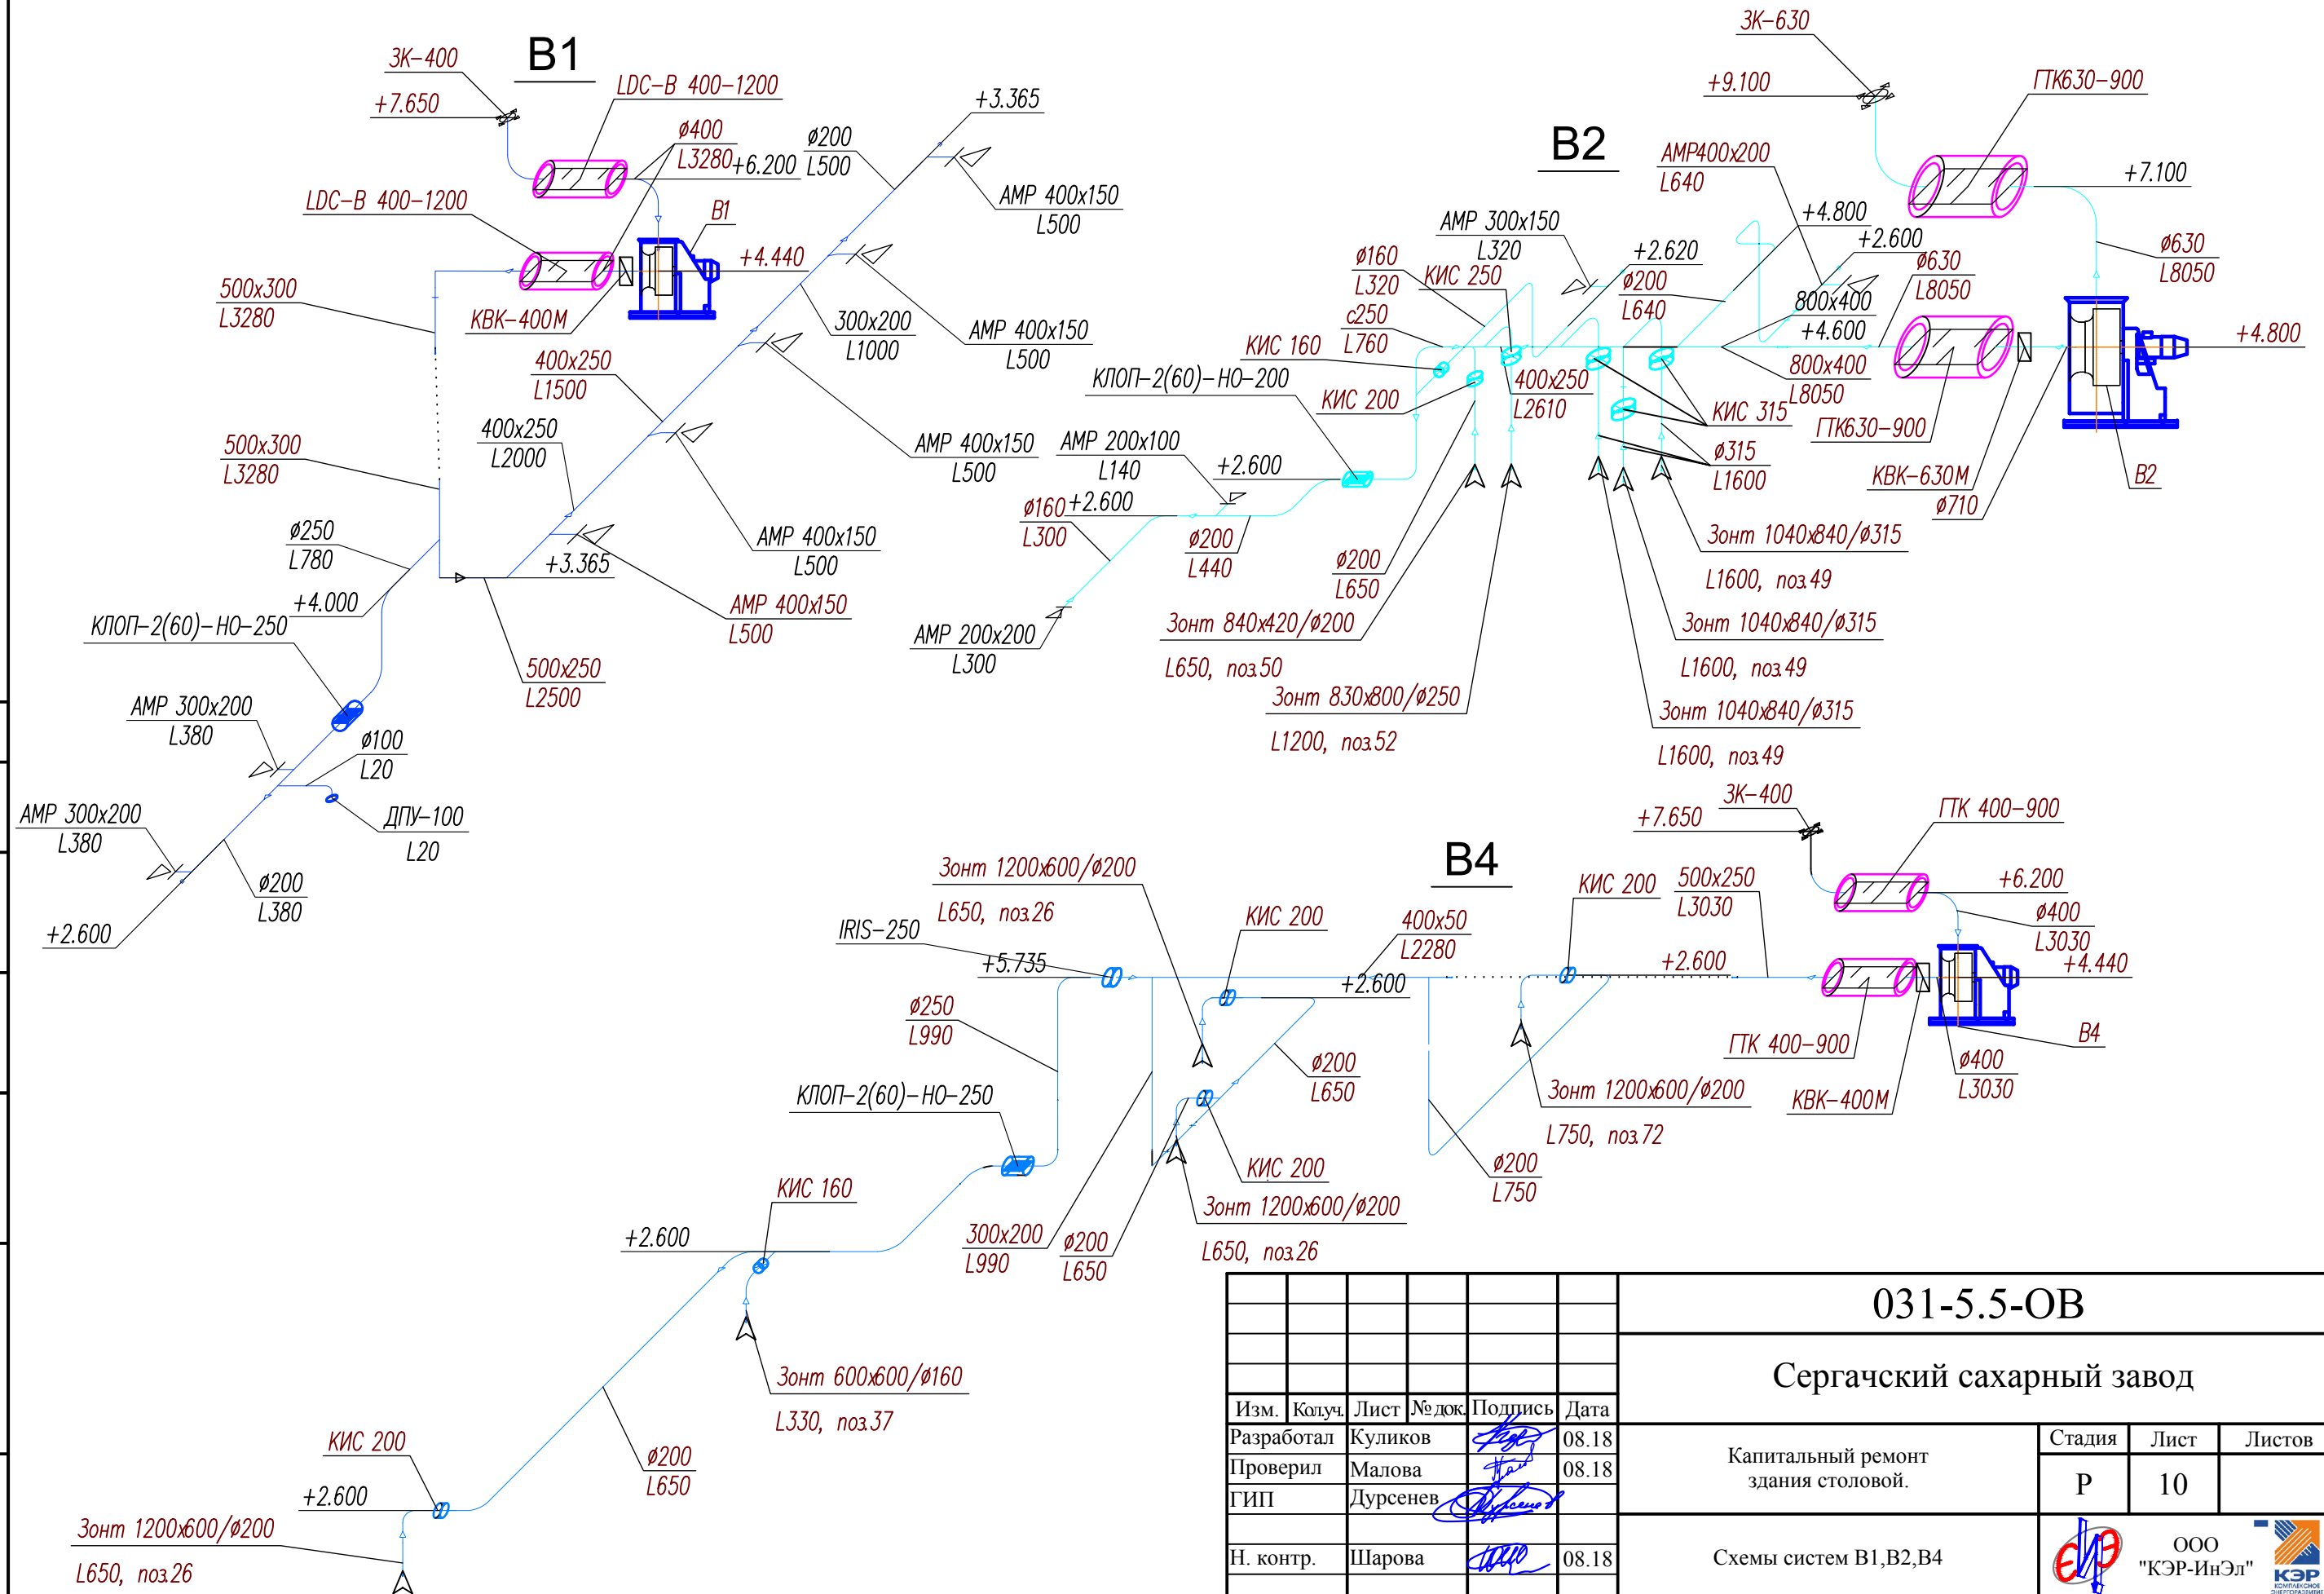 В1
ЗК-400
+7.650
LDC-B 400-1200
ø400
L3280
+6.200
ø200
L500
+3.365
АМР 400х150
L500
LDC-B 400-1200
В1
+4.440
500х300
L3280
КВК-400М
300х200
L1000
АМР 400х150
L500
400х250
L1500
400х250
L2000
АМР 400х150
L500
500х300
L3280
АМР 400х150
L500
ø250
L780
+4.000
+3.365
АМР 400х150
L500
500х250
L2500
КЛОП-2(60)-НО-250
АМР 300х200
L380
ø100
L20
ДПУ-100
L20
АМР 300х200
L380
ø200
L380
+2.600
В2
ЗК-630
+9.100
ГТК630-900
АМР400х200
L640
+7.100
АМР 300х150
L320
+4.800
+2.620
+2.600
ø160
L320
КИС 250
ø200
L640
ø630
L8050
ø630
L8050
с250
L760
800х400
+4.600
+4.800
КИС 160
КЛОП-2(60)-НО-200
КИС 200
400х250
L2610
800х400
L8050
КИС 315
ГТК630-900
АМР 200х100
L140
+2.600
ø315
L1600
КВК-630М
В2
ø710
ø160
L300
+2.600
ø200
L440
ø200
L650
Зонт 1040х840/ø315
L1600, поз.49
АМР 200х200
L300
Зонт 840х420/ø200
L650, поз.50
Зонт 1040х840/ø315
L1600, поз.49
Зонт 830х800/ø250
L1200, поз.52
Зонт 1040х840/ø315
L1600, поз.49
В4
ЗК-400
+7.650
ГТК 400-900
Зонт 1200х600/ø200
L650, поз.26
КИС 200
500х250
L3030
+6.200
IRIS-250
КИС 200
400х50
L2280
ø400
L3030
+5.735
+2.600
+2.600
+4.440
ø250
L990
ГТК 400-900
В4
ø200
L650
ø400
L3030
КЛОП-2(60)-НО-250
Зонт 1200х600/ø200
L750, поз.72
КВК-400М
КИС 160
КИС 200
ø200
L750
Зонт 1200х600/ø200
L650, поз.26
+2.600
300х200
L990
ø200
L650
Зонт 600х600/ø160
L330, поз.37
КИС 200
ø200
L650
+2.600
Зонт 1200х600/ø200
L650, поз.26
031-5.5-ОВ
Сергачский сахарный завод
Изм. Кол.уч. Лист № док. Подпись Дата
Разработал Куликов 08.18
Проверил Малова 08.18
ГИП Дурсенев
Н. контр. Шарова 08.18
Капитальный ремонт
здания столовой.
Стадия Лист Листов
Р 10
Схемы систем В1,В2,В4
ООО
"КЭР-ИнЭл"
КЭР